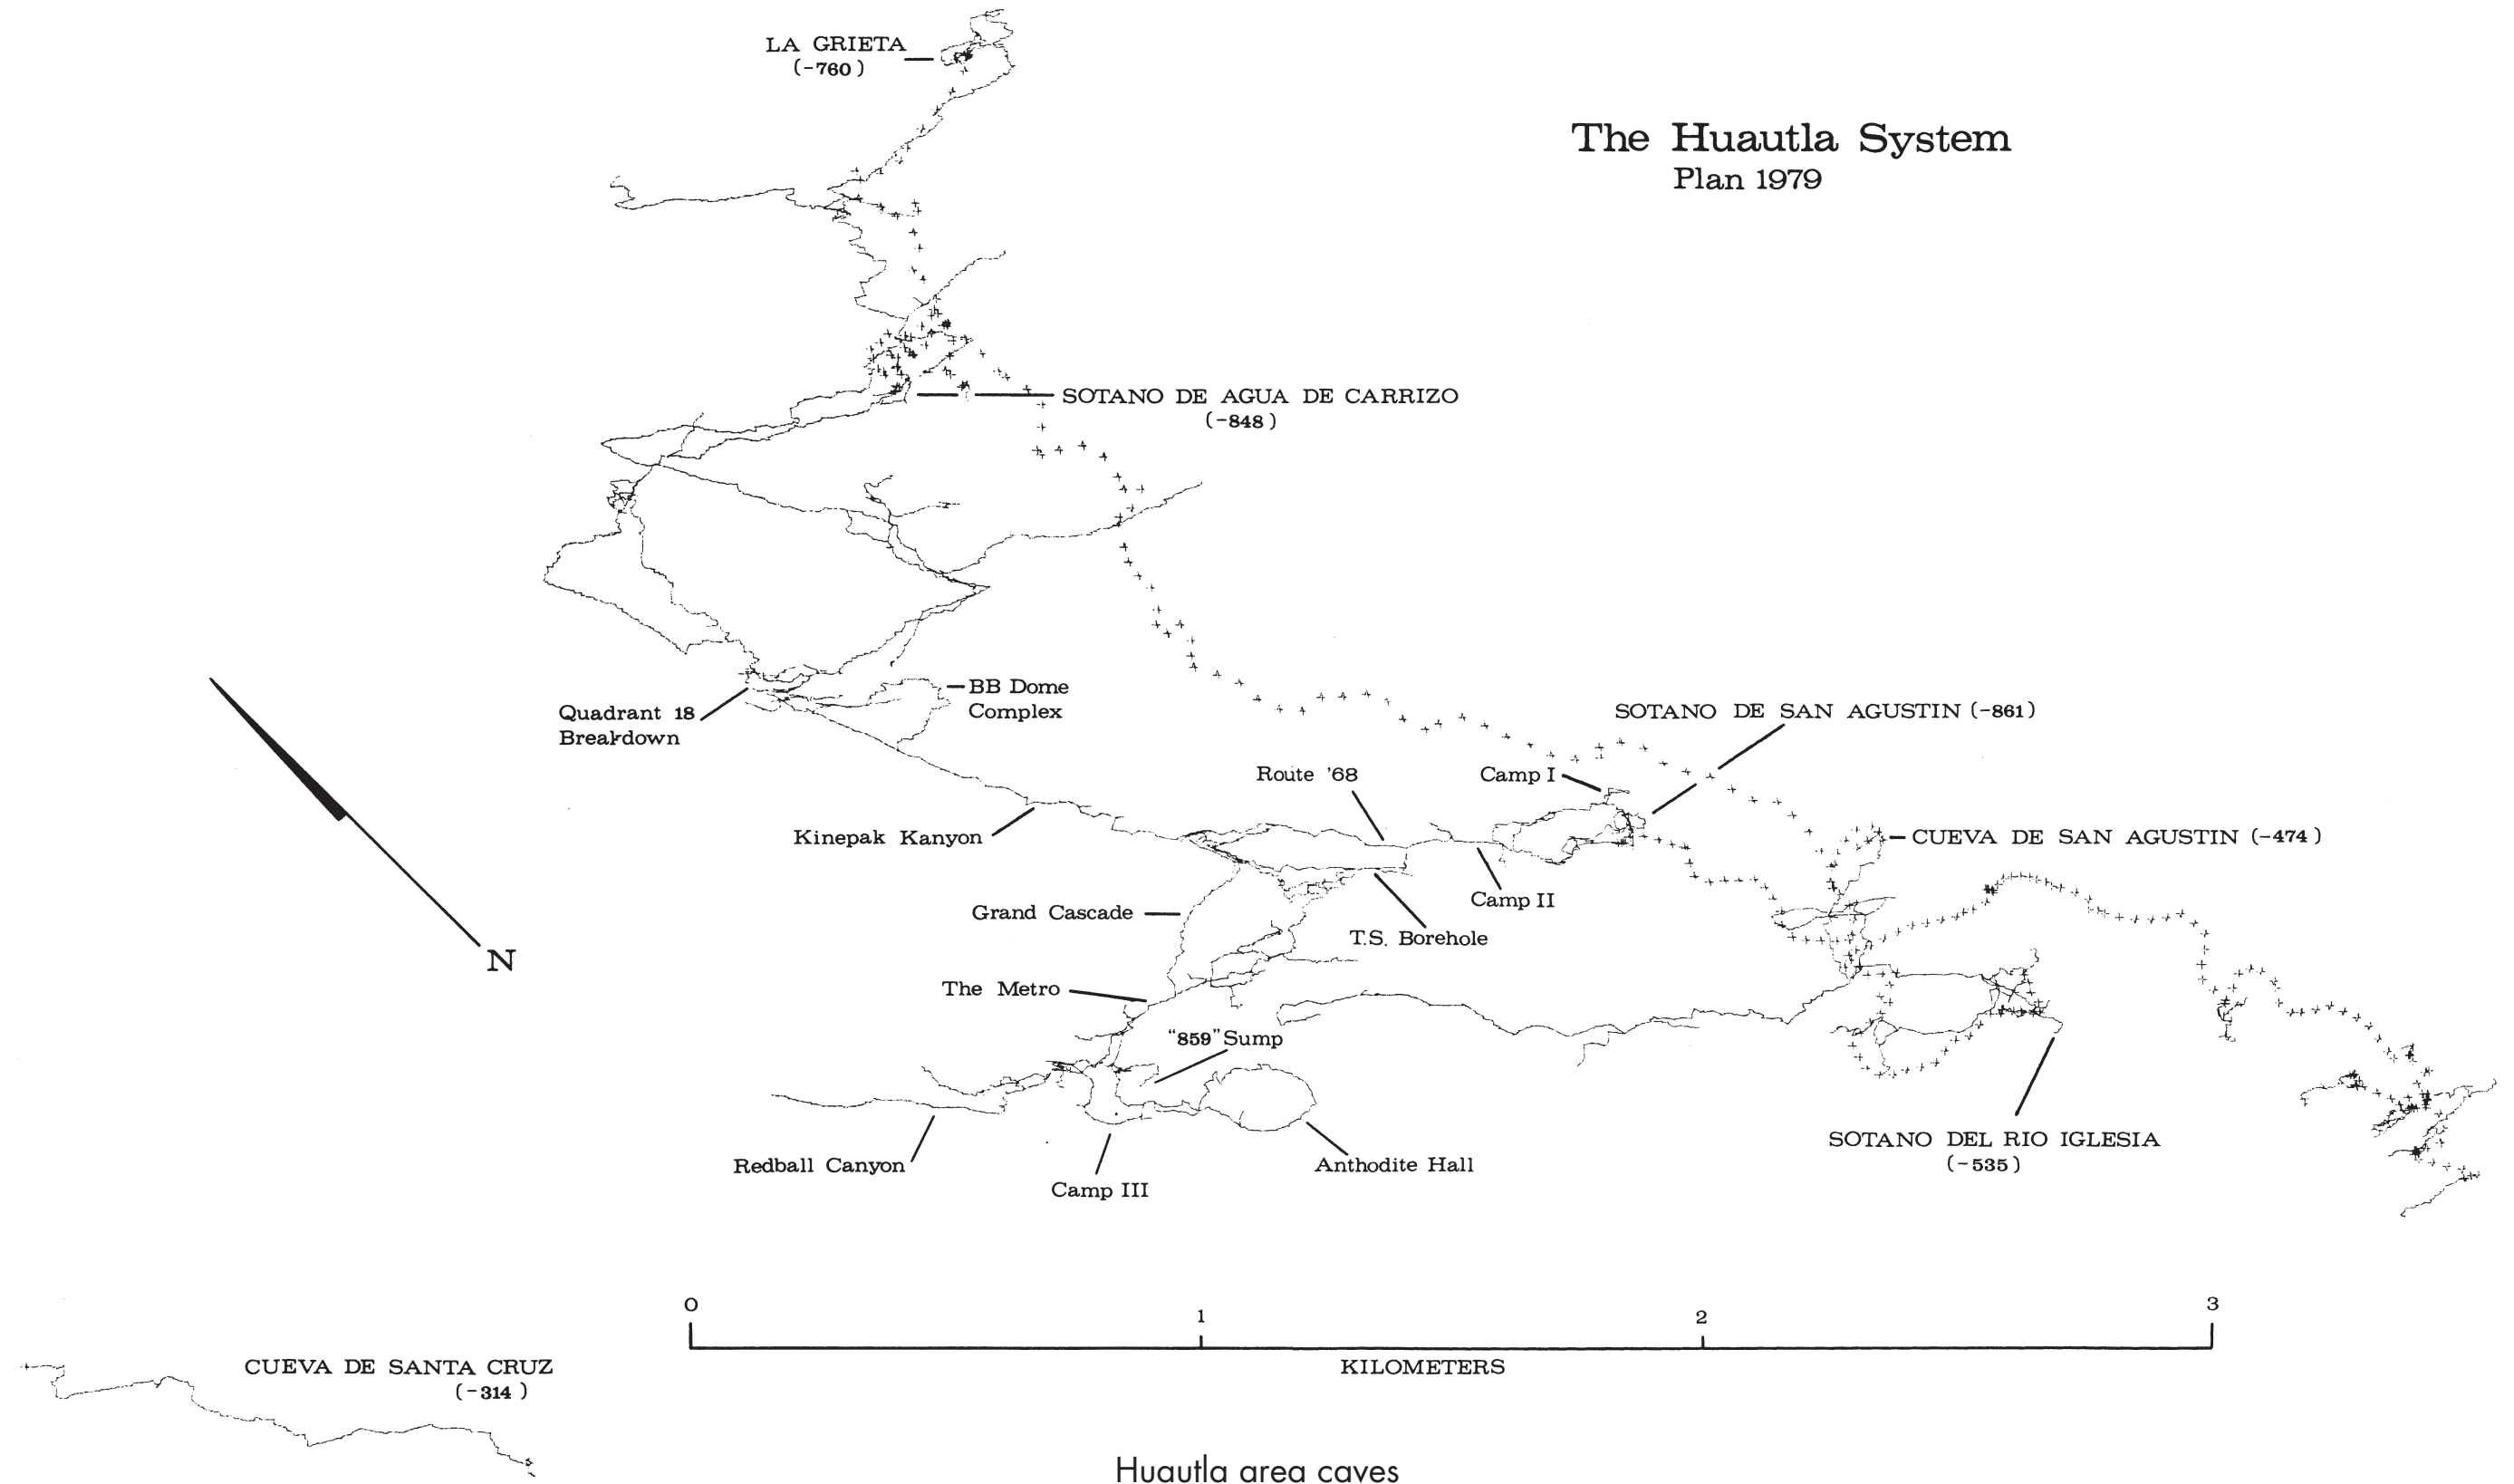 LA GRIETA
(-760)
The Huautla System
Plan 1979
SOTANO DE AGUA DE CARRIZO
(-848)
BB Dome
Complex
Quadrant 18
Breakdown
SOTANO DE SAN AGUSTIN (-861)
Route '68
Camp I
Kinepak Kanyon
CUEVA DE SAN AGUSTIN (-474)
Camp II
Grand Cascade
T.S. Borehole
N
The Metro
"859" Sump
SOTANO DEL RIO IGLESIA
(-535)
Redball Canyon
Anthodite Hall
Camp III
0
1
2
3
KILOMETERS
CUEVA DE SANTA CRUZ
(-314)
Huautla area caves